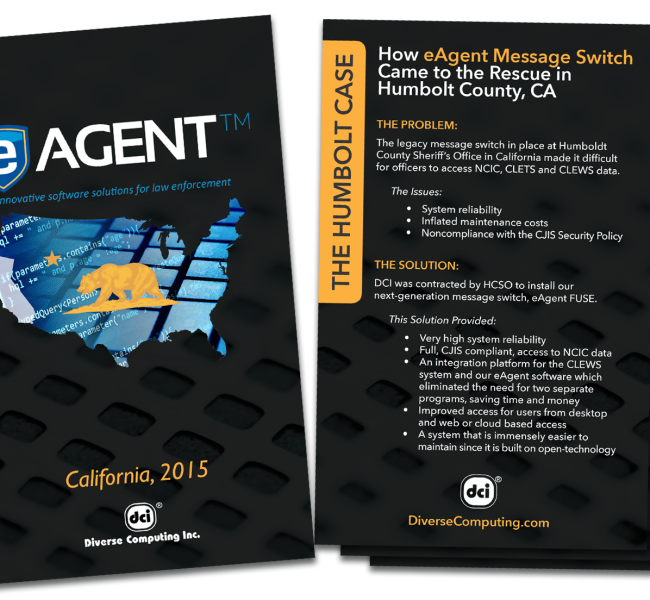 e AGENT™
innovative software solutions for law enforcement
California, 2015
dci®
Diverse Computing Inc.
THE HUMBOLT CASE
How eAgent Message Switch
Came to the Rescue in
Humbolt County, CA
THE PROBLEM:
The legacy message switch in place at Humboldt
County Sheriff's Office in California made it difficult
for officers to access NCIC, CLETS and CLEWS data.
The Issues:
• System reliability
• Inflated maintenance costs
• Noncompliance with the CJIS Security Policy
THE SOLUTION:
DCI was contracted by HCSO to install our
next-generation message switch, eAgent FUSE.
This Solution Provided:
• Very high system reliability
• Full, CJIS compliant, access to NCIC data
• An integration platform for the CLEWS
system and our eAgent software which
eliminated the need for two separate
programs, saving time and money
• Improved access for users from desktop
and web or cloud based access
• A system that is immensely easier to
maintain since it is built on open-technology
dci®
DiverseComputing.com